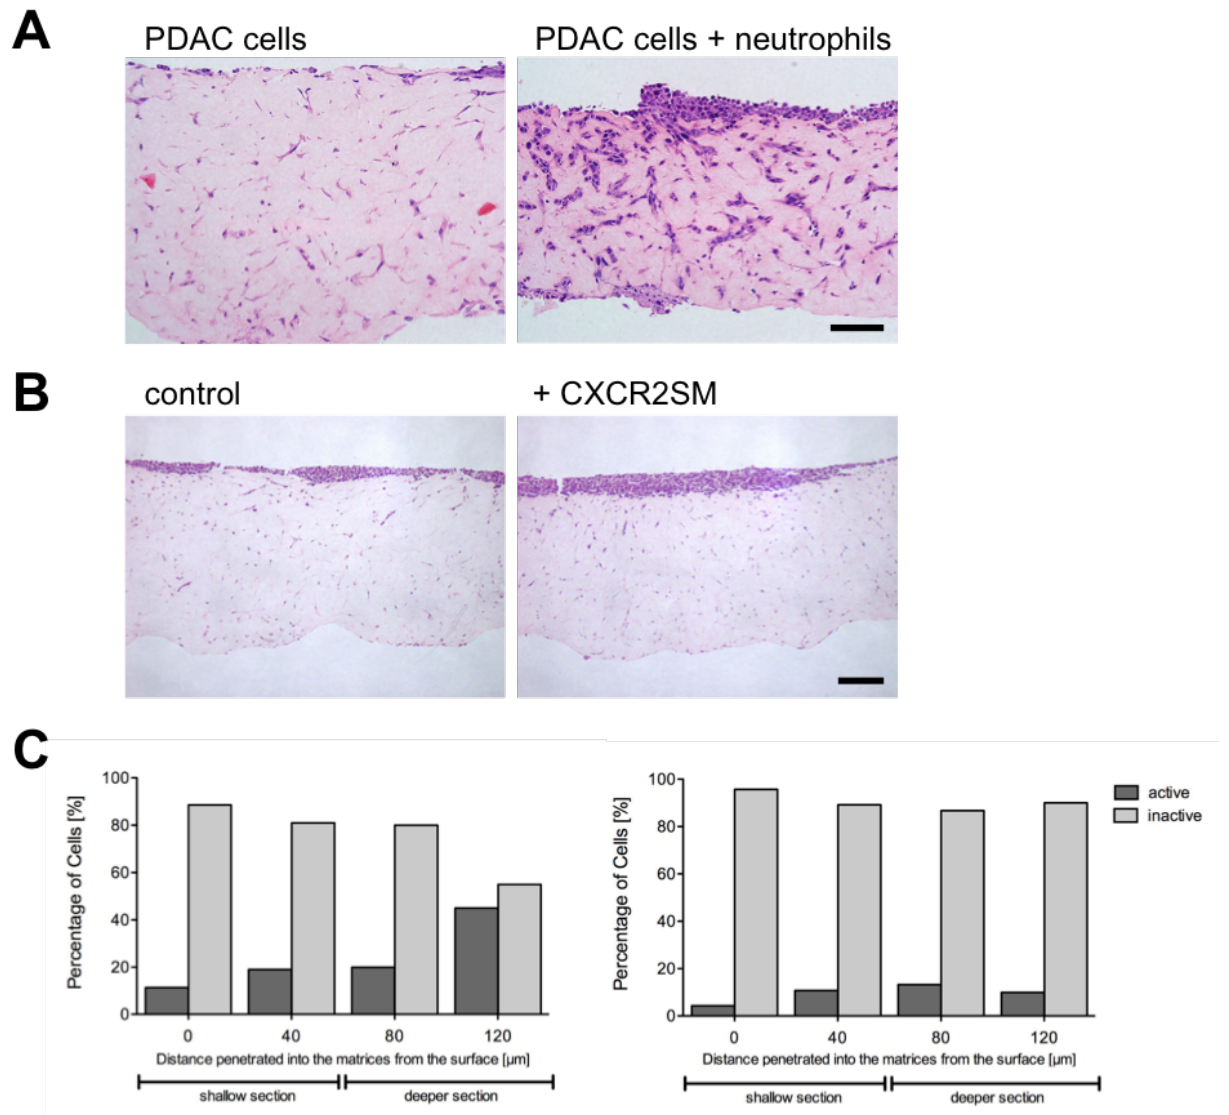 A
PDAC cells
PDAC cells + neutrophils
B
control
+ CXCR2SM
C
100
80
60
40
20
0
Percentage of Cells [%]
0 40 80 120
Distance penetrated into the matrices from the surface [µm]
shallow section deeper section
100
80
60
40
20
0
Percentage of Cells [%]
0 40 80 120
Distance penetrated into the matrices from the surface [µm]
shallow section deeper section
active
inactive